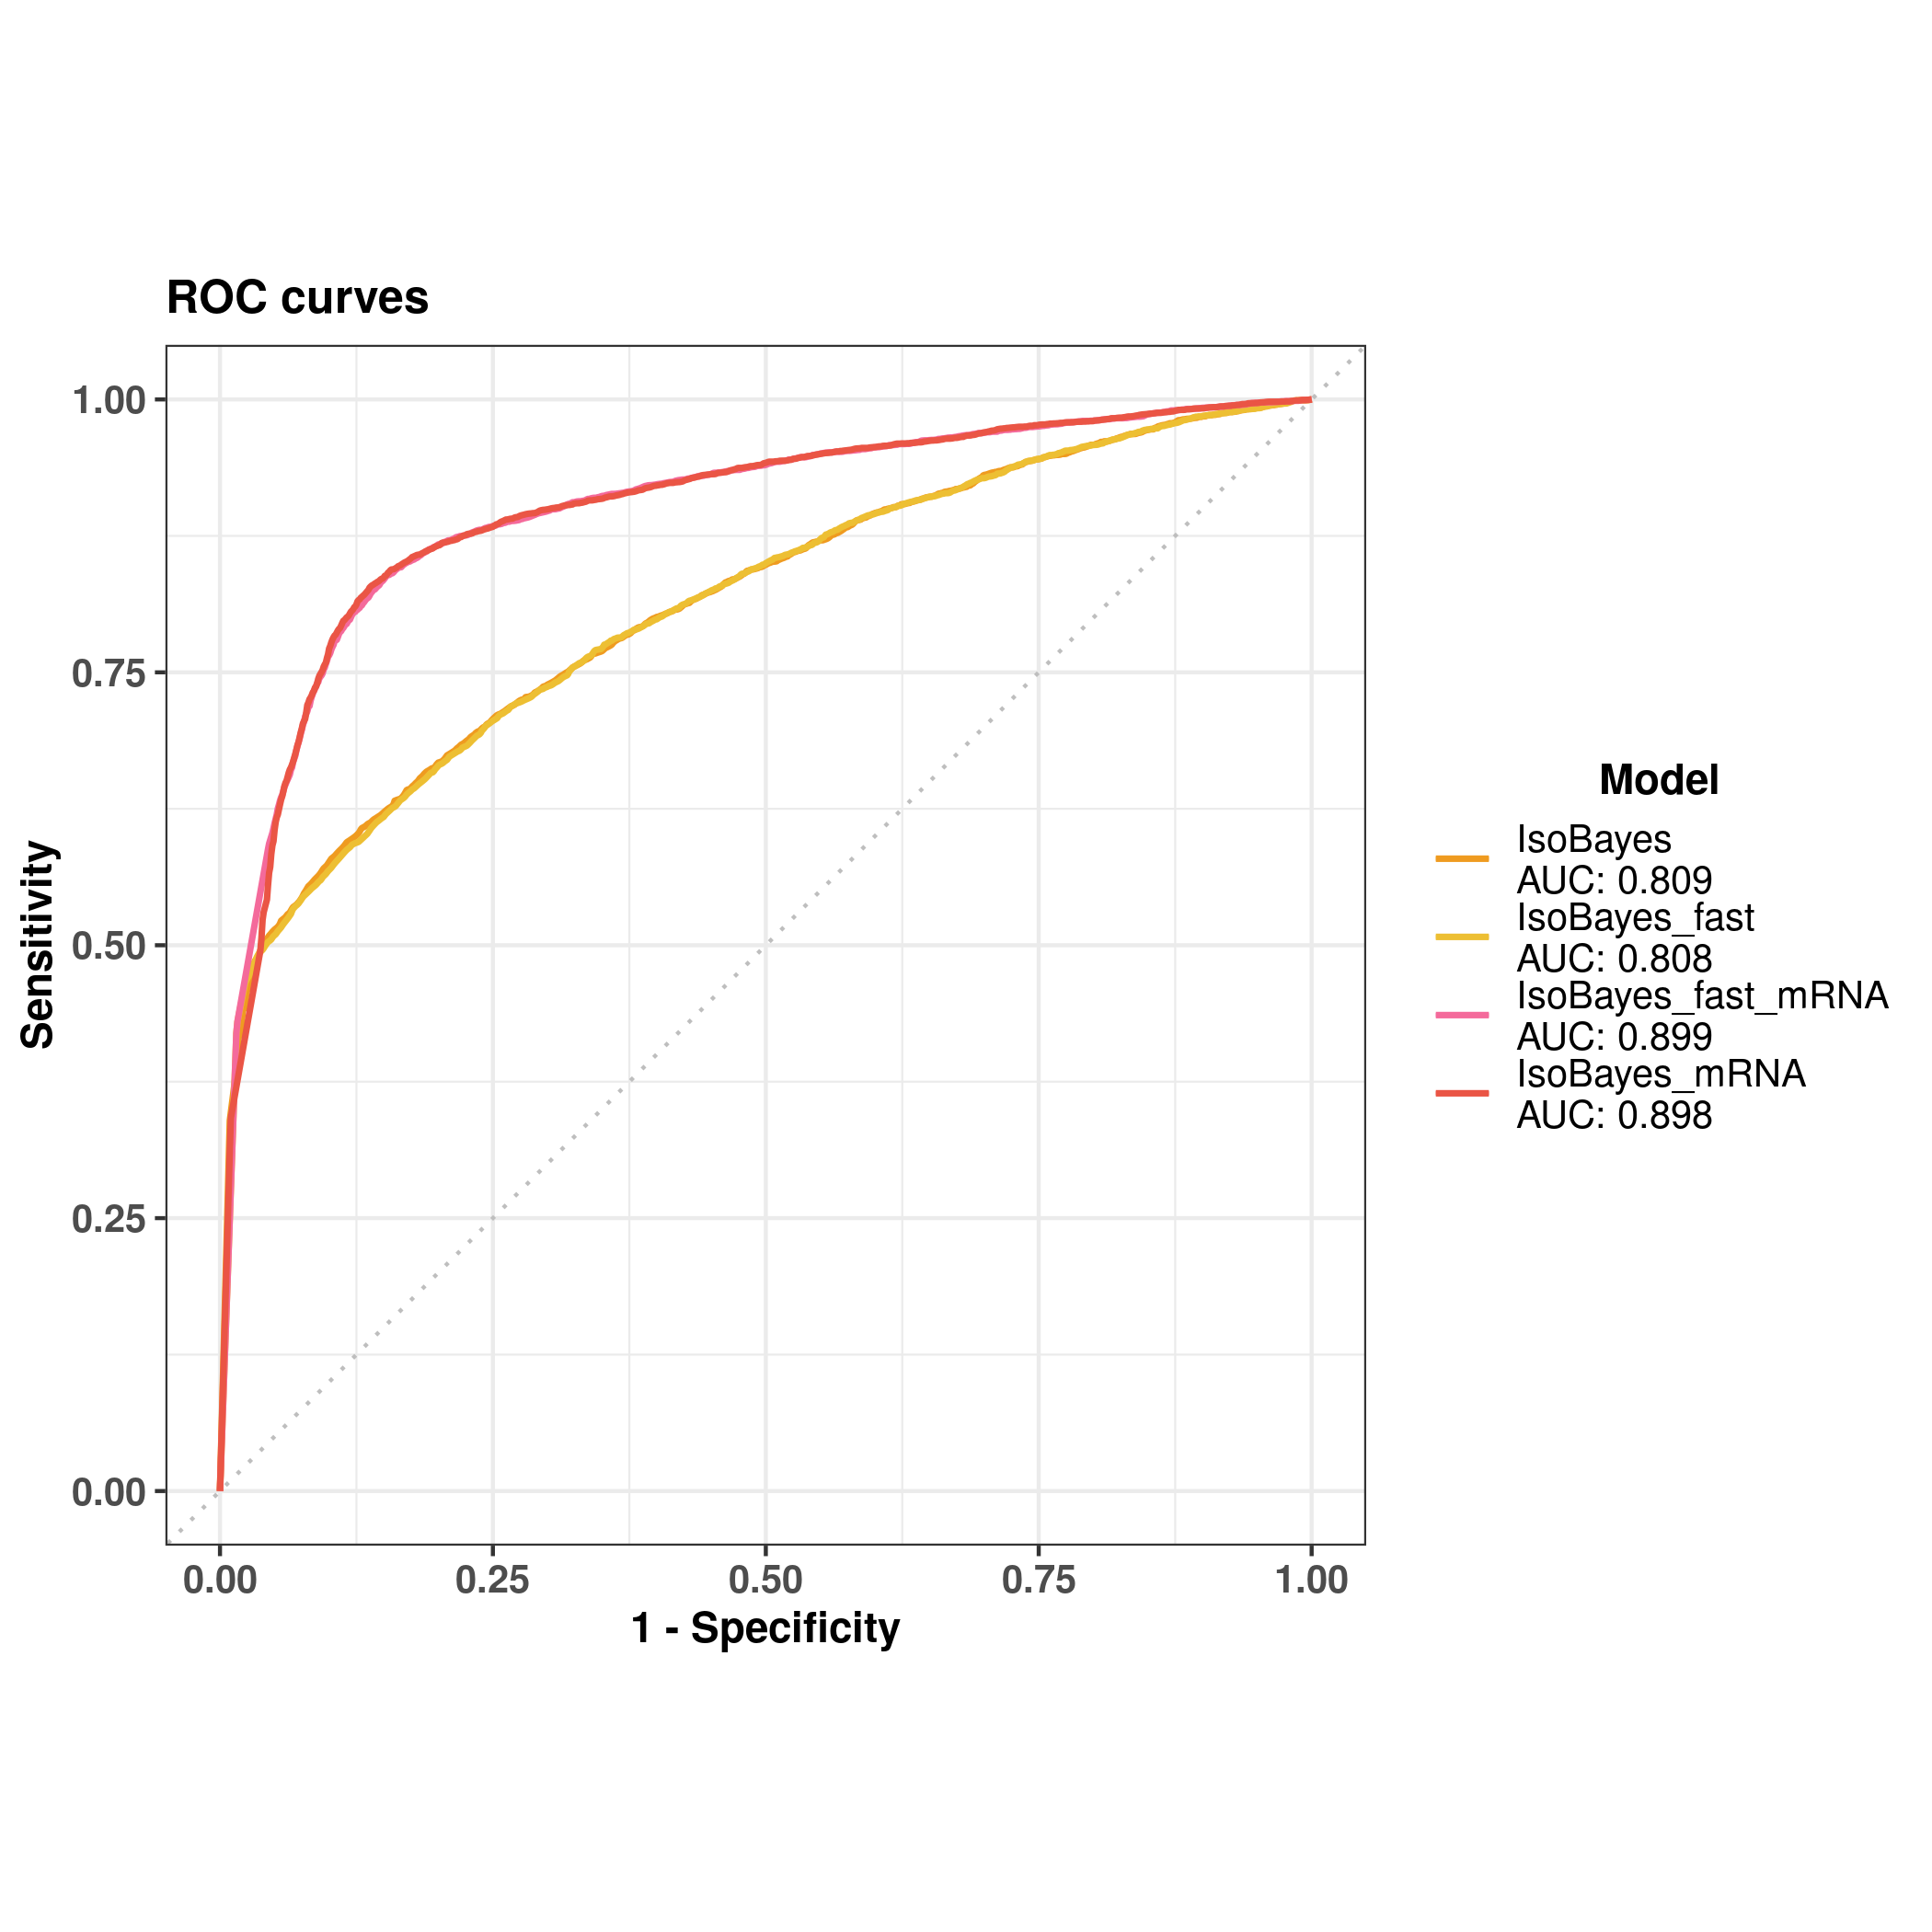 ROC curves
1.00
0.75
0.50
0.25
0.00
Sensitivity
0.00 0.25 0.50 0.75 1.00
1 - Specificity
Model
IsoBayes
AUC: 0.809
IsoBayes_fast
AUC: 0.808
IsoBayes_fast_mRNA
AUC: 0.899
IsoBayes_mRNA
AUC: 0.898